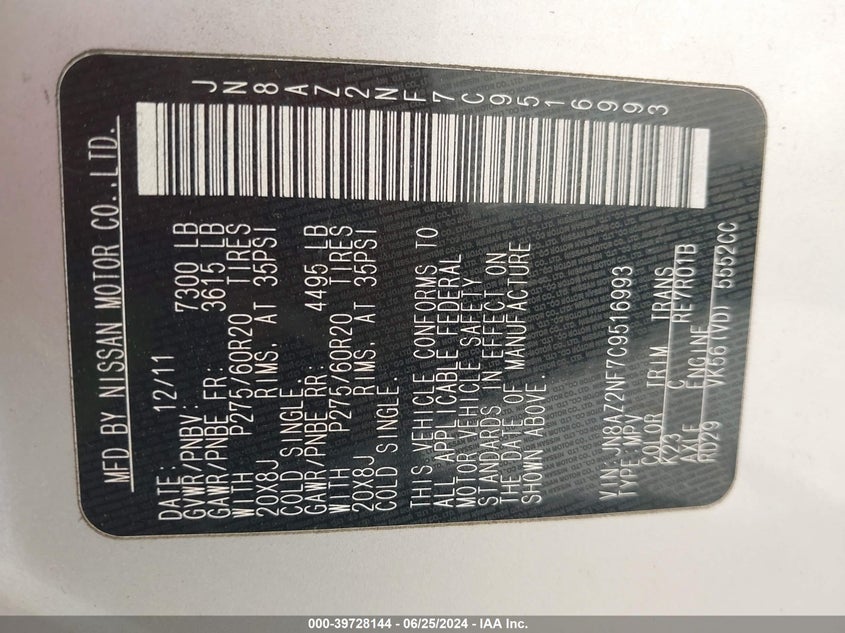 MFD BY NISSAN MOTOR CO.,LTD.
DATE: 12/11
GVWR/PNBV: 7300 LB
GAWR/PNBE FR: 3615 LB
WITH P275/60R20 TIRES
20X8J RIMS, AT 35PSI
COLD SINGLE.
GAWR/PNBE RR: 4495 LB
WITH P275/60R20 TIRES
20X8J RIMS, AT 35PSI
COLD SINGLE.
THIS VEHICLE CONFORMS TO
ALL APPLICABLE FEDERAL
MOTOR VEHICLE SAFETY
STANDARDS IN EFFECT ON
THE DATE OF MANUFACTURE
SHOWN ABOVE.
VIN: JN8AZ2NF7C9516993
TYPE: MPV
COLOR TRIM TRANS
K23 C RE7R01B
AXLE ENGINE
RD29 VK56(VD) 5552CC
JN8AZ2NF7C9516993
000-39728144 - 06/25/2024 - IAA Inc.